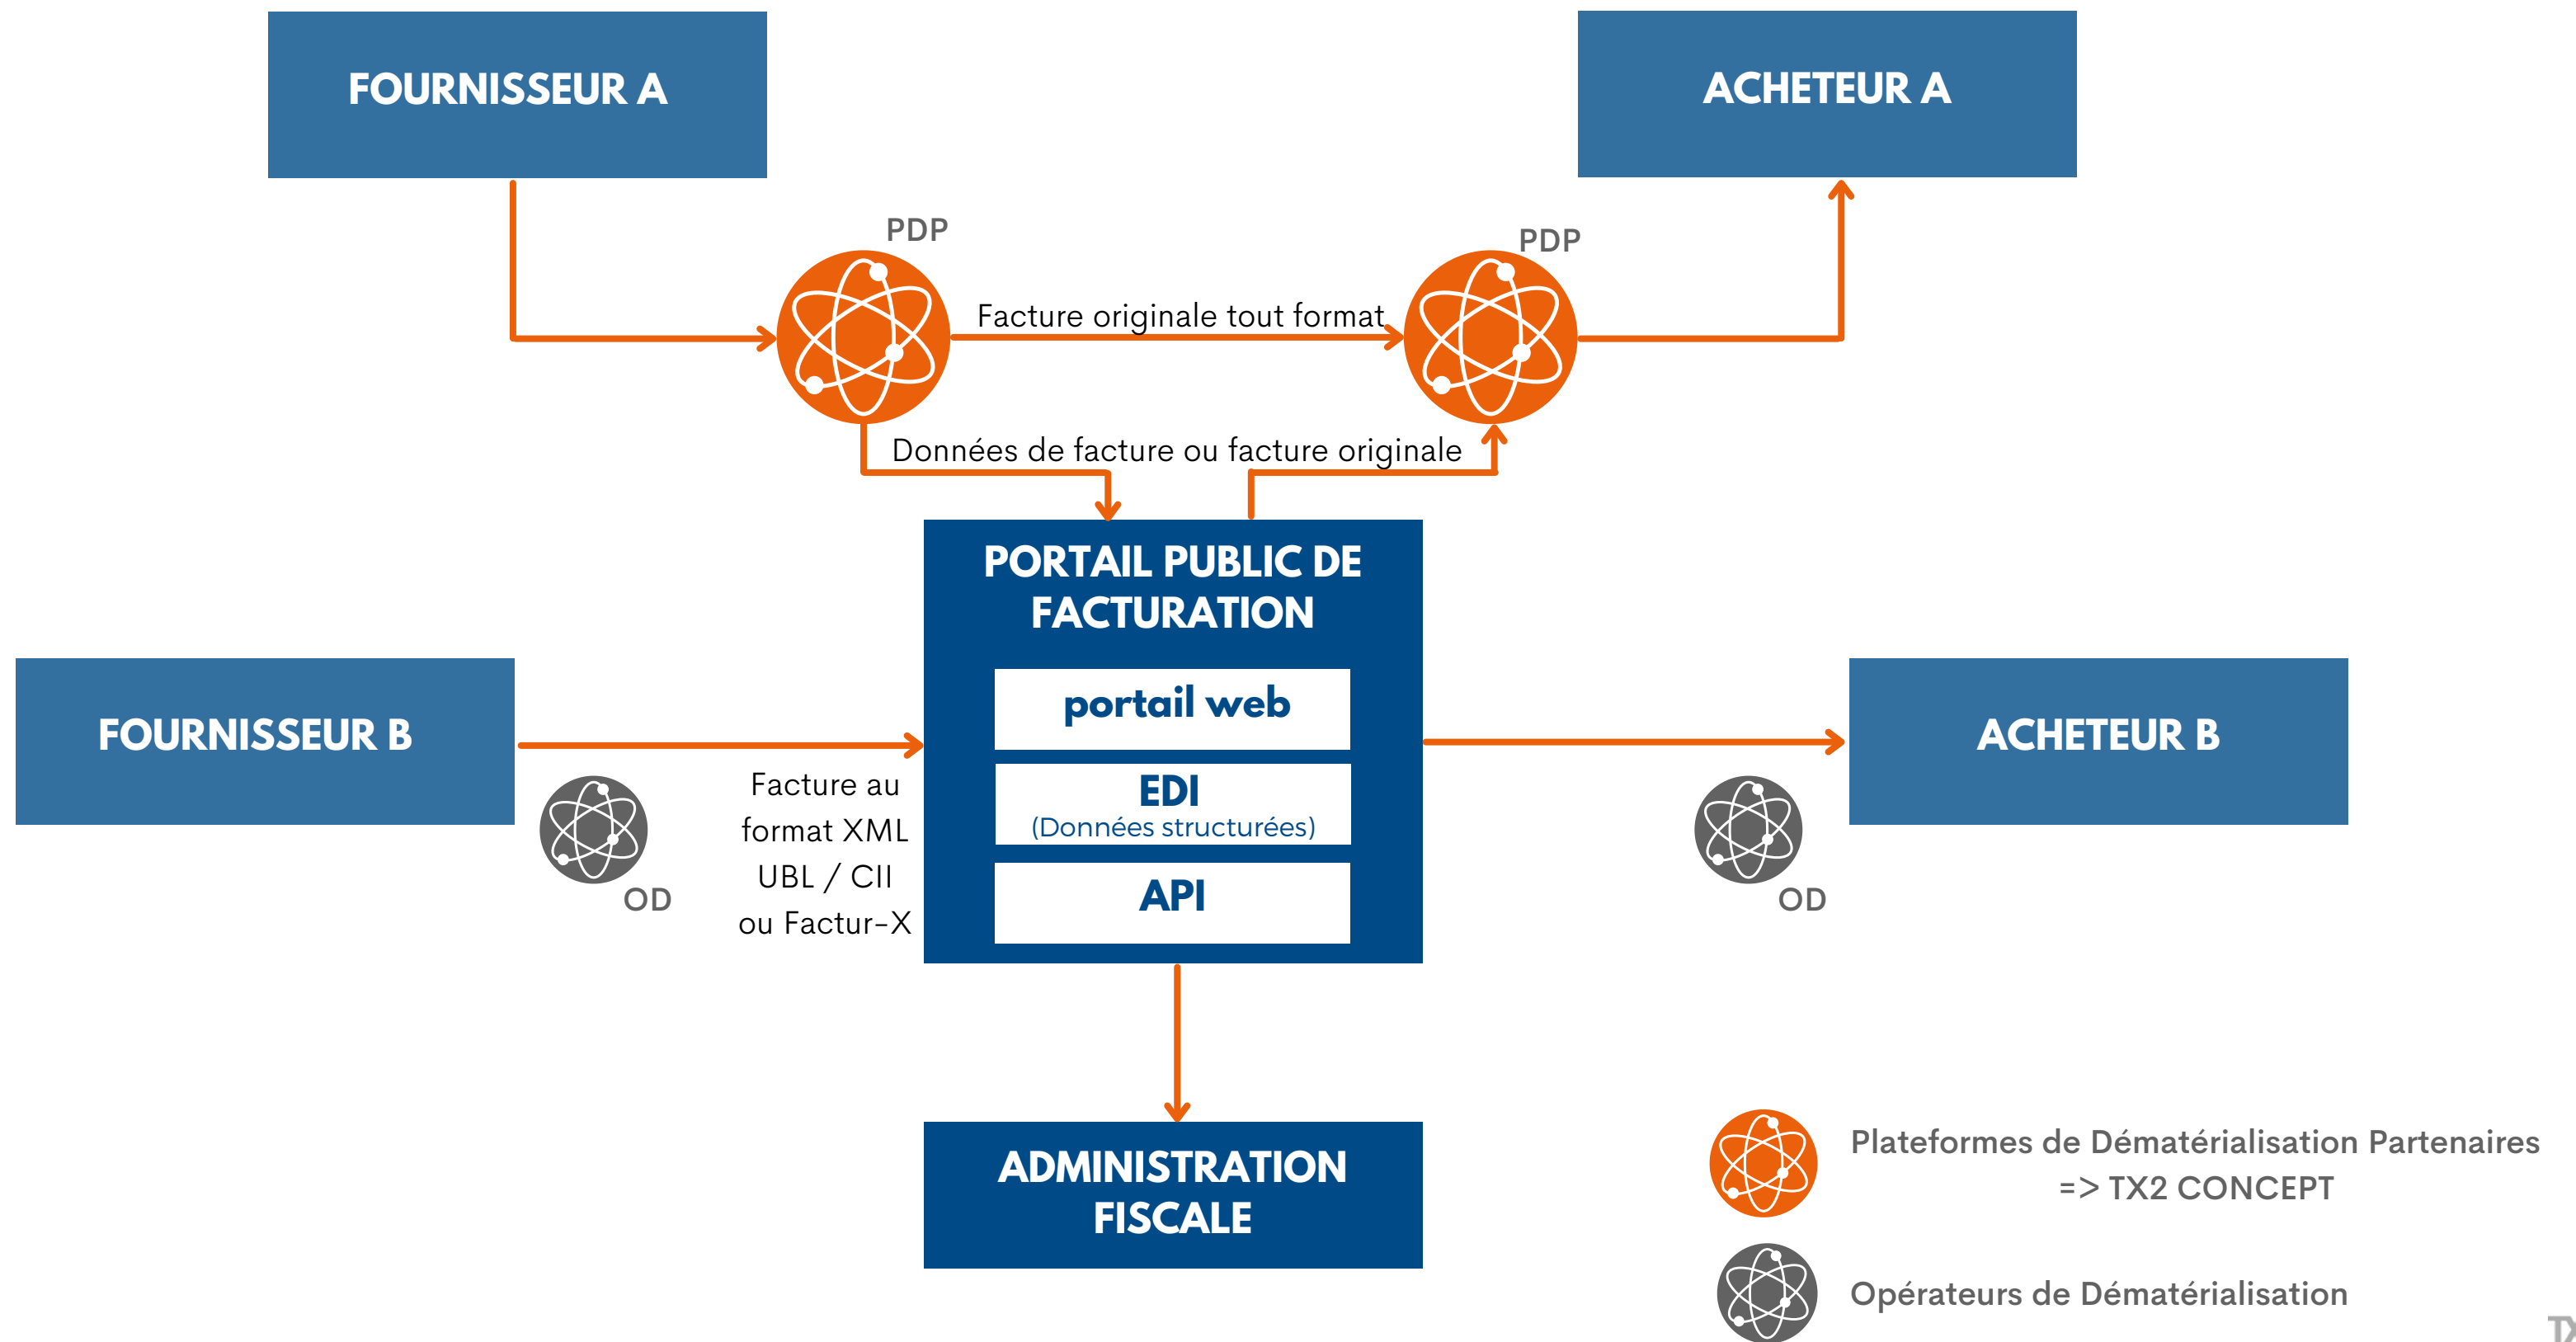 FOURNISSEUR A
ACHETEUR A
PDP
PDP
Facture originale tout format
Données de facture ou facture originale
PORTAIL PUBLIC DE
FACTURATION
portail web
EDI
(Données structurées)
API
FOURNISSEUR B
ACHETEUR B
Facture au
format XML
UBL / CII
ou Factur-X
OD
OD
ADMINISTRATION
FISCALE
Plateformes de Dématérialisation Partenaires
=> TX2 CONCEPT
Opérateurs de Dématérialisation